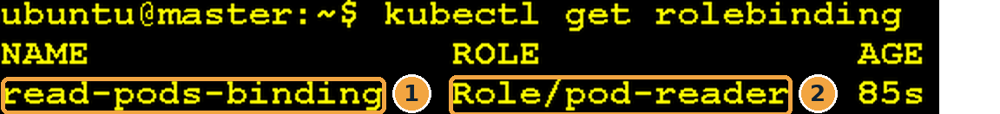 ubuntu@master:~$ kubectl get rolebinding
NAME ROLE AGE
read-pods-binding 1 Role/pod-reader 2 85s